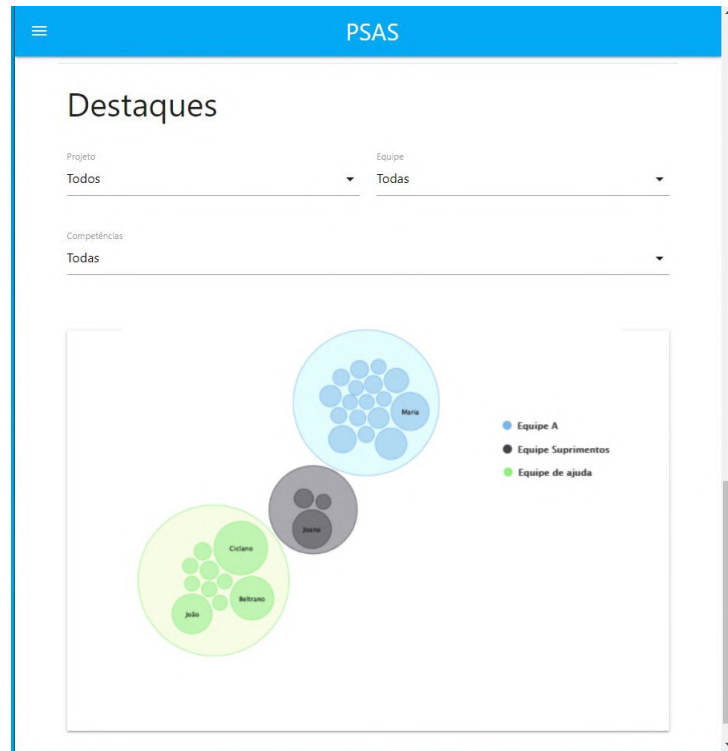 PSAS
Destaques
Projeto
Todos
Equipe
Todas
Competências
Todas
Maria
Equipe A
Equipe Suprimentos
Equipe de ajuda
Joana
Ciclano
Beltrano
João